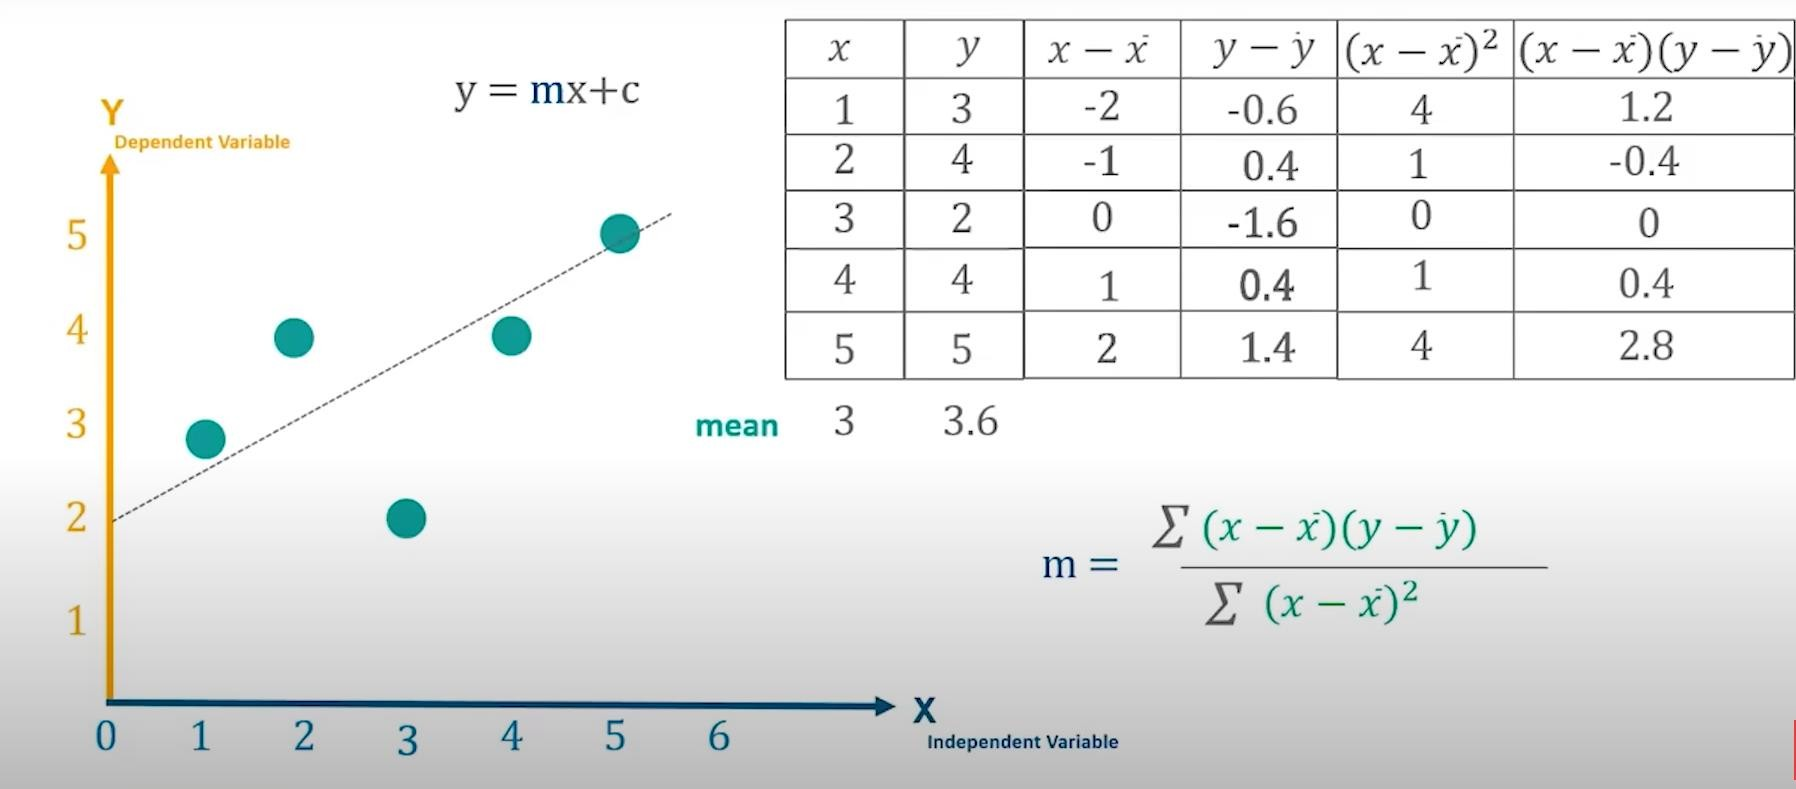 y = mx+c
Y
Dependent Variable
5
4
3
2
1
0 1 2 3 4 5 6
X
Independent Variable
x y x − x̄ y − ẏ (x − x̄)² (x − x̄)(y − ẏ)
1 3 -2 -0.6 4 1.2
2 4 -1 0.4 1 -0.4
3 2 0 -1.6 0 0
4 4 1 0.4 1 0.4
5 5 2 1.4 4 2.8
mean 3 3.6
m = Σ (x − x̄)(y − ẏ)
Σ (x − x̄)²